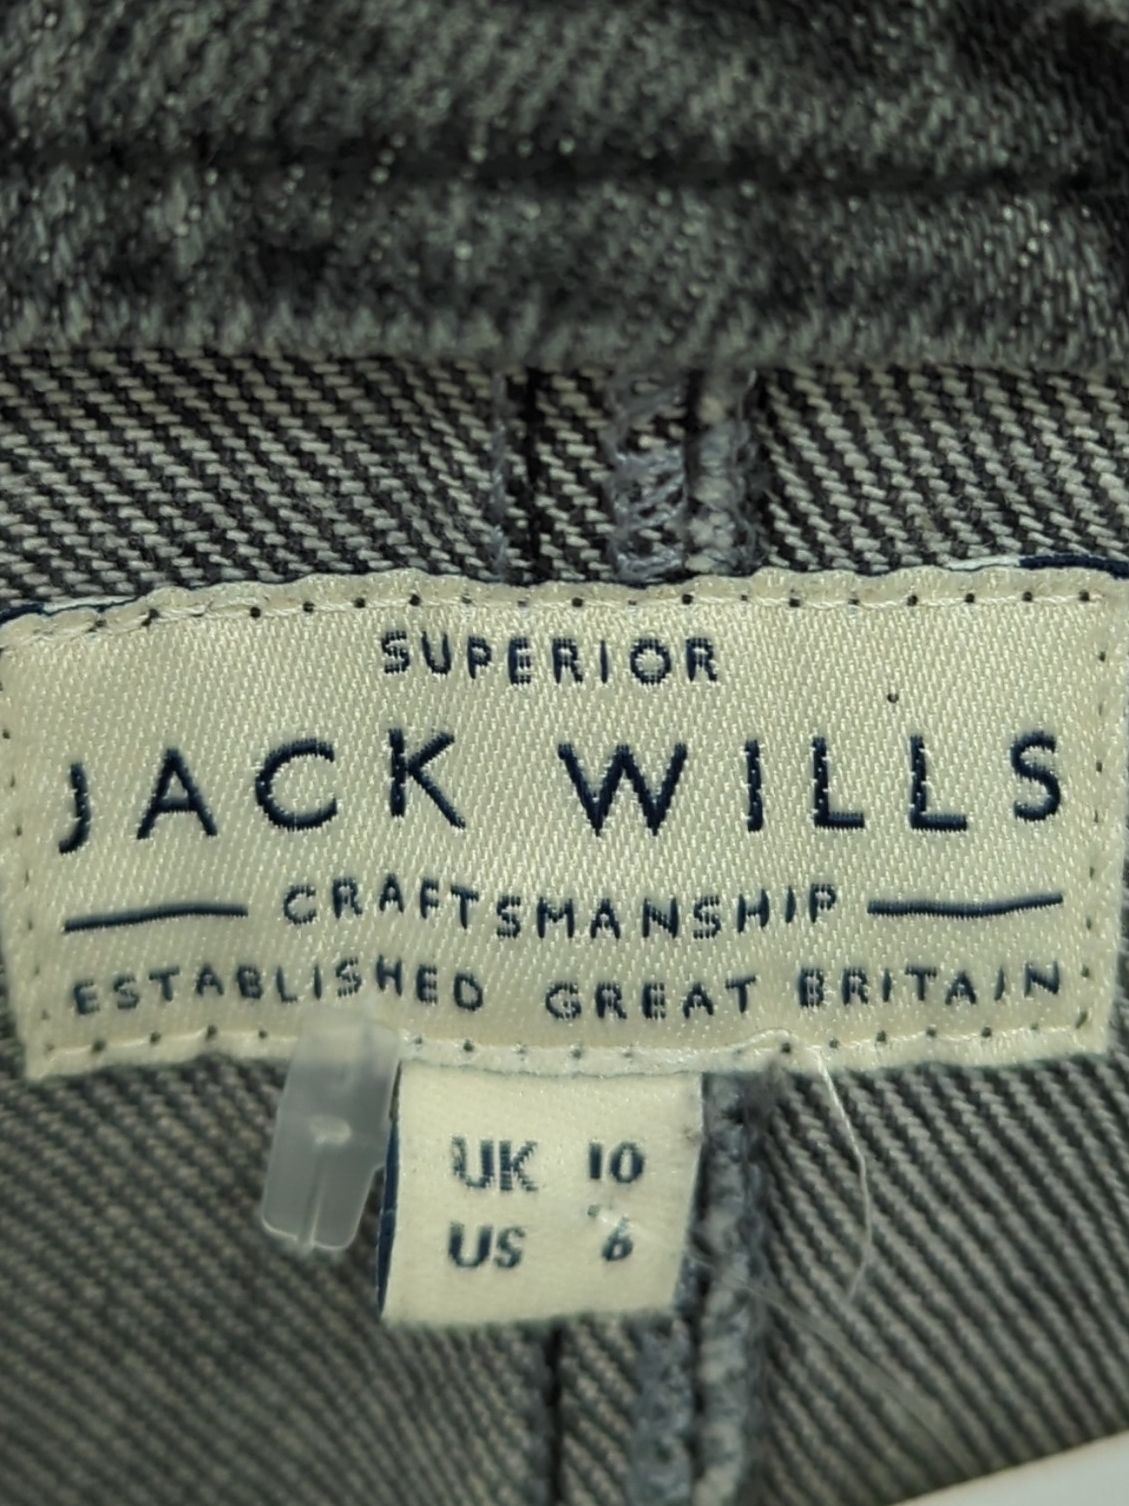 SUPERIOR
JACK WILLS
CRAFTSMANSHIP
ESTABLISHED GREAT BRITAIN
UK 10
US 6